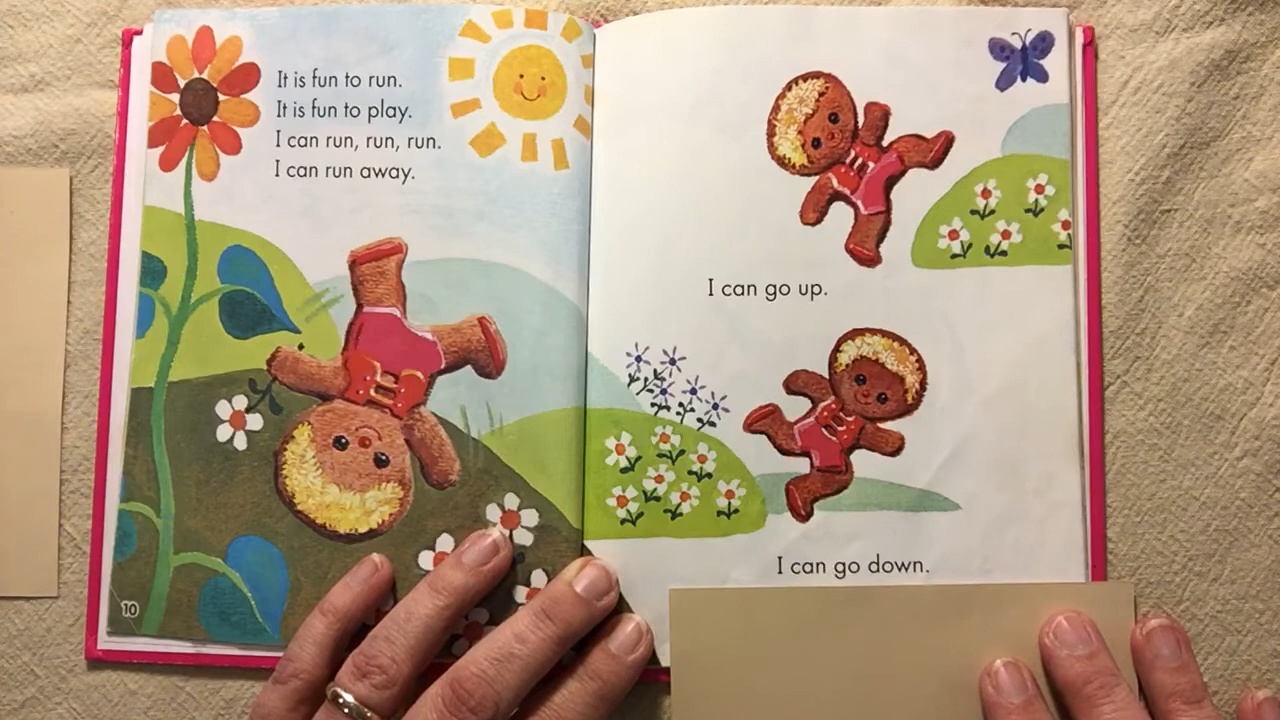 It is fun to run.
It is fun to play.
I can run, run, run.
I can run away.
10
I can go up.
I can go down.